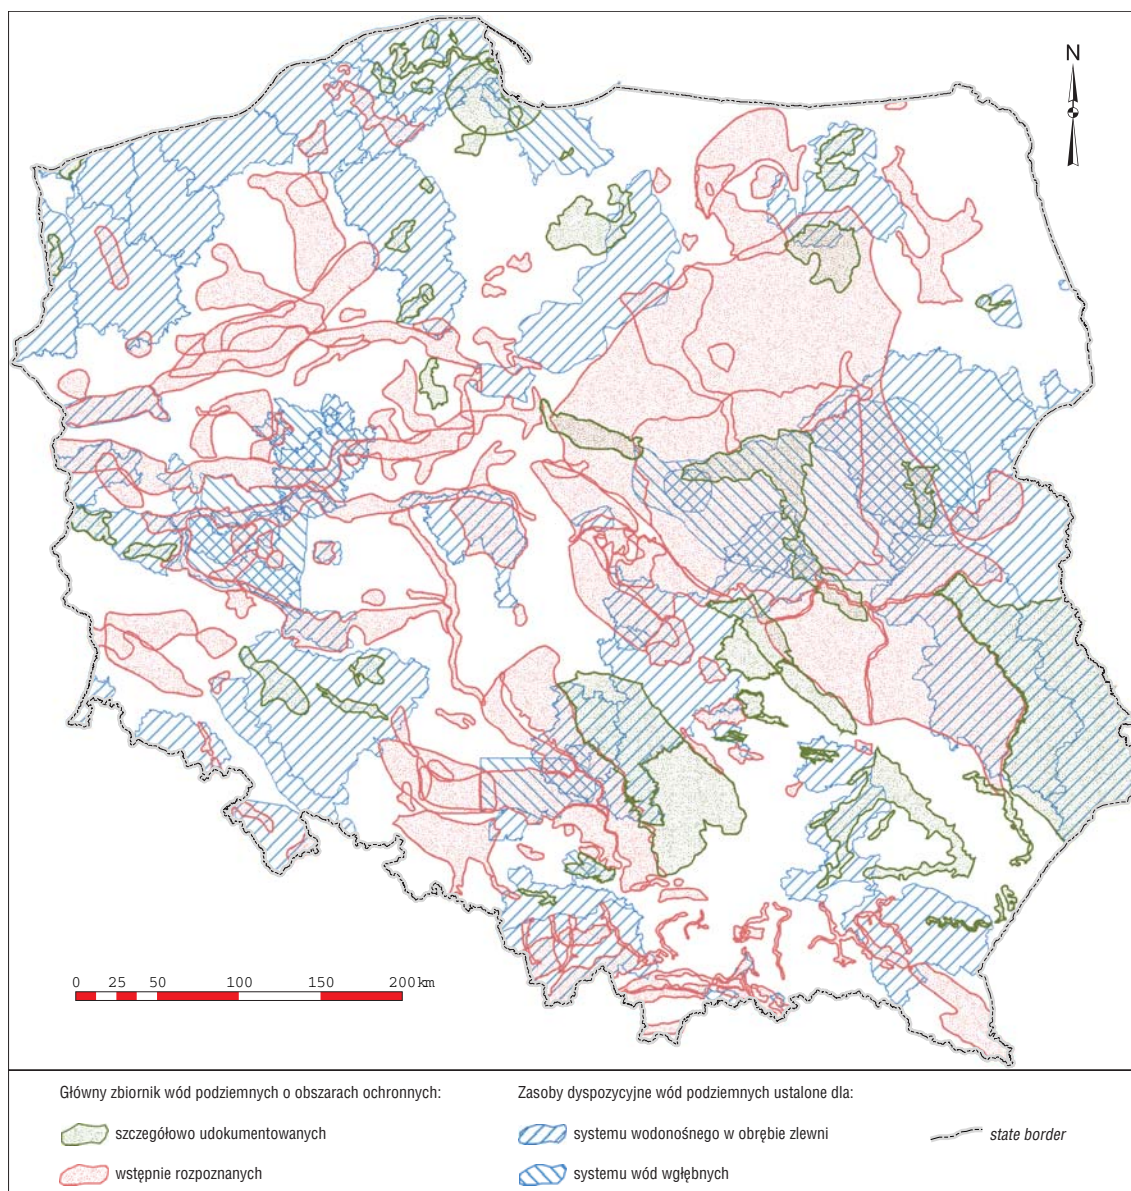 N
0 25 50 100 150 200 km
Główny zbiornik wód podziemnych o obszarach ochronnych:
szczegółowo udokumentowanych
wstępnie rozpoznanych
Zasoby dyspozycyjne wód podziemnych ustalone dla:
systemu wodonośnego w obrębie zlewni
systemu wód wgłębnych
state border